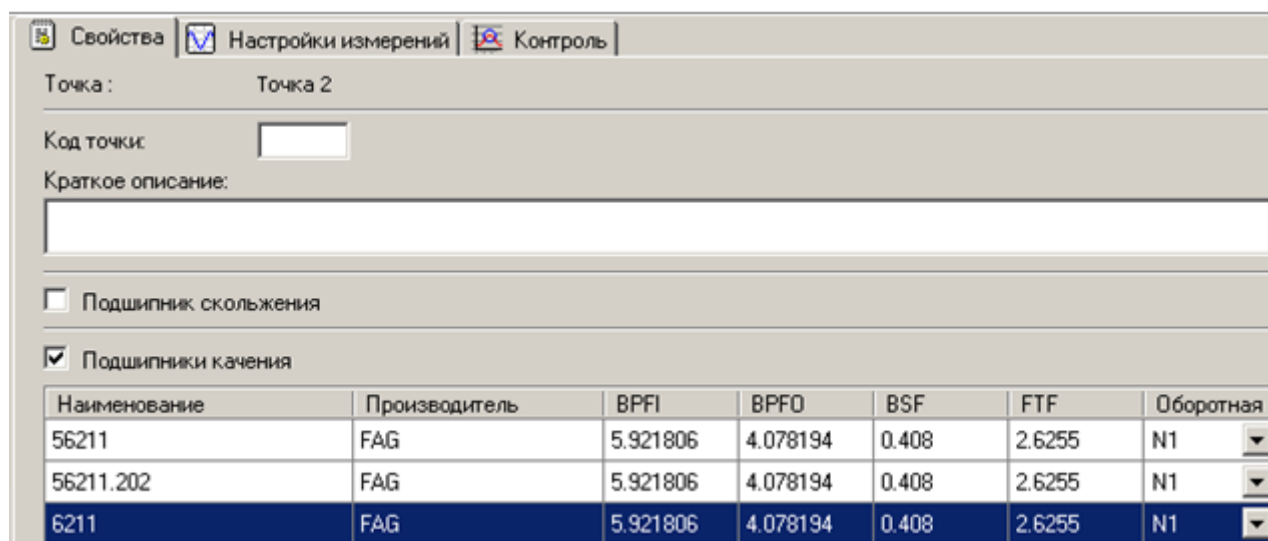 Свойства Настройки измерений Контроль
Точка : Точка 2
Код точки:
Краткое описание:
Подшипник скольжения
Подшипники качения
Наименование Производитель BPFI BPFO BSF FTF Оборотная
56211 FAG 5.921806 4.078194 0.408 2.6255 N1
56211.202 FAG 5.921806 4.078194 0.408 2.6255 N1
6211 FAG 5.921806 4.078194 0.408 2.6255 N1